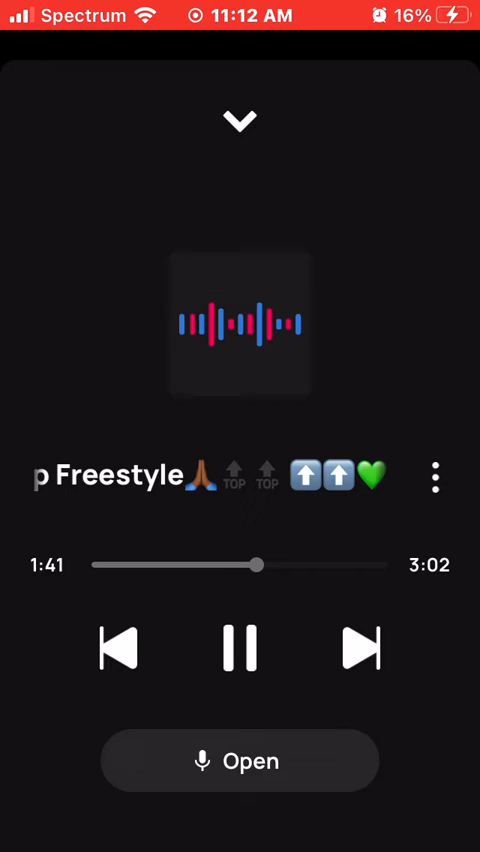 Spectrum 11:12 AM 16%
p Freestyle🙏🏾🔝🔝 ⬆️⬆️💚
1:41 3:02
Open